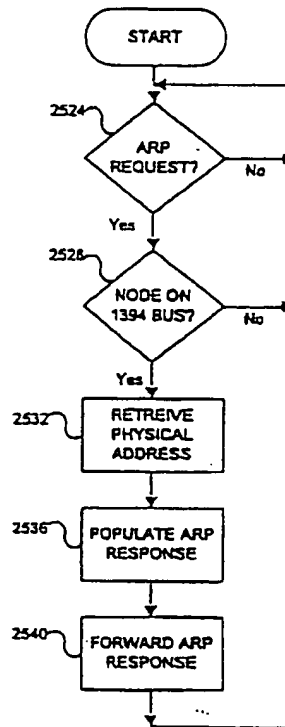 START
2524
ARP
REQUEST?
No
Yes
2528
NODE ON
1394 BUS?
No
Yes
2532
RETREIVE
PHYSICAL
ADDRESS
2536
POPULATE ARP
RESPONSE
2540
FORWARD ARP
RESPONSE
...